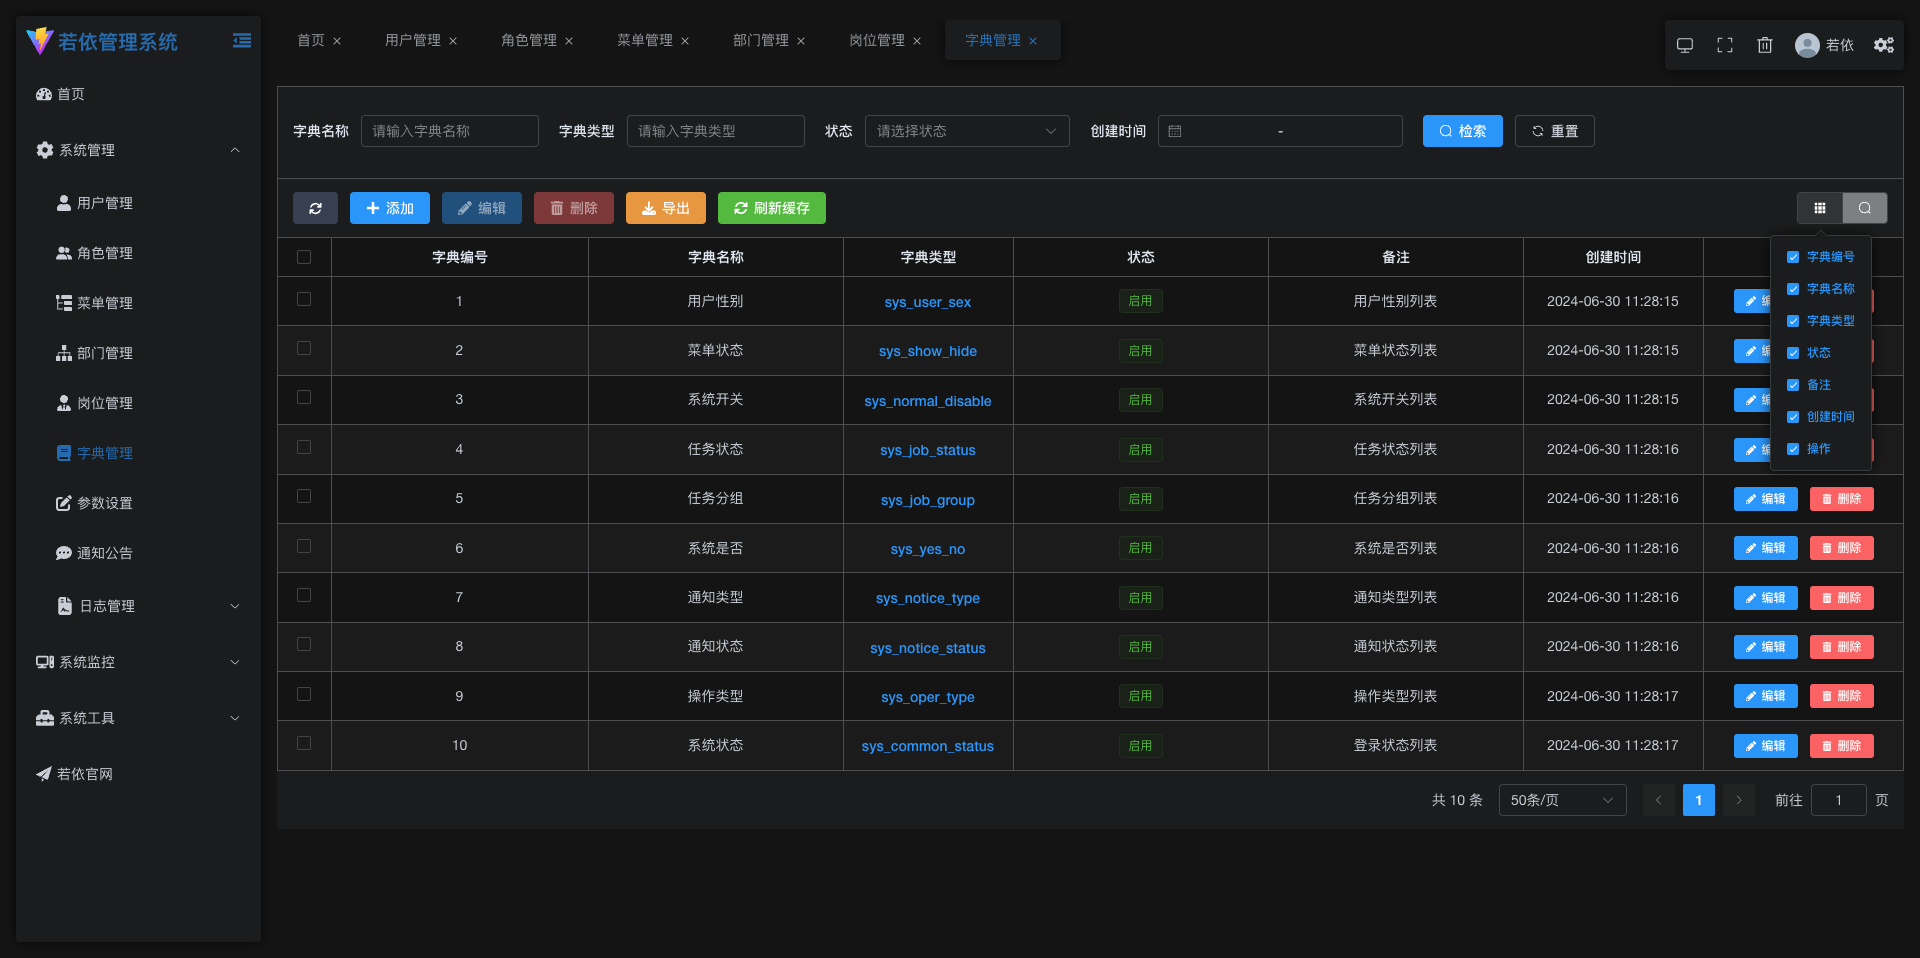 若依管理系统
首页
系统管理
用户管理
角色管理
菜单管理
部门管理
岗位管理
字典管理
参数设置
通知公告
日志管理
系统监控
系统工具
若依官网
首页 用户管理 角色管理 菜单管理 部门管理 岗位管理 字典管理
若依
字典名称 请输入字典名称 字典类型 请输入字典类型 状态 请选择状态 创建时间 - 检索 重置
添加 编辑 删除 导出 刷新缓存
字典编号 字典名称 字典类型 状态 备注 创建时间
1 用户性别 sys_user_sex 启用 用户性别列表 2024-06-30 11:28:15
2 菜单状态 sys_show_hide 启用 菜单状态列表 2024-06-30 11:28:15
3 系统开关 sys_normal_disable 启用 系统开关列表 2024-06-30 11:28:15
4 任务状态 sys_job_status 启用 任务状态列表 2024-06-30 11:28:16
5 任务分组 sys_job_group 启用 任务分组列表 2024-06-30 11:28:16 编辑 删除
6 系统是否 sys_yes_no 启用 系统是否列表 2024-06-30 11:28:16 编辑 删除
7 通知类型 sys_notice_type 启用 通知类型列表 2024-06-30 11:28:16 编辑 删除
8 通知状态 sys_notice_status 启用 通知状态列表 2024-06-30 11:28:16 编辑 删除
9 操作类型 sys_oper_type 启用 操作类型列表 2024-06-30 11:28:17 编辑 删除
10 系统状态 sys_common_status 启用 登录状态列表 2024-06-30 11:28:17 编辑 删除
字典编号
字典名称
字典类型
状态
备注
创建时间
操作
共 10 条 50条/页 1 前往 1 页